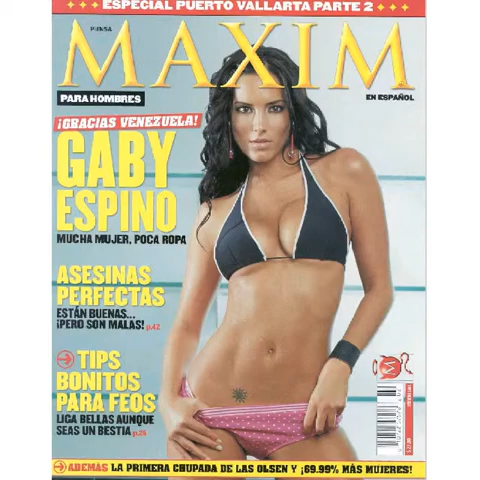 ESPECIAL PUERTO VALLARTA PARTE 2
MAXIM
PARA HOMBRES
EN ESPAÑOL
¡GRACIAS VENEZUELA!
GABY
ESPINO
MUCHA MUJER, POCA ROPA
ASESINAS
PERFECTAS
ESTÁN BUENAS...
¡PERO SON MALAS! p.42
TIPS
BONITOS
PARA FEOS
LIGA BELLAS AUNQUE
SEAS UN BESTIA
ADEMÁS LA PRIMERA CHUPADA DE LAS OLSEN Y ¡69.99% MÁS MUJERES!